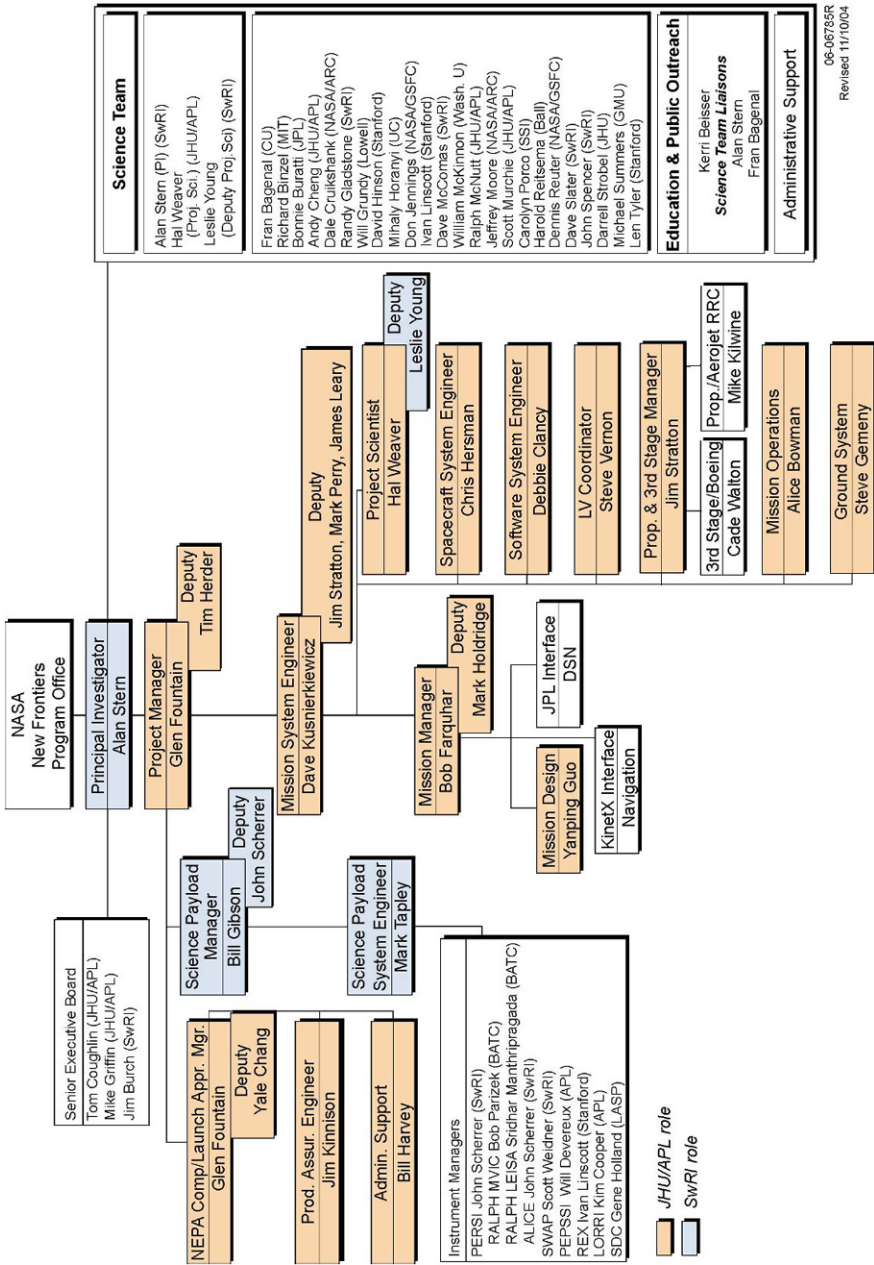 NASA
New Frontiers
Program Office
Principal Investigator
Alan Stern
Project Manager
Glen Fountain
Deputy
Tim Herder
Senior Executive Board
Tom Coughlin (JHU/APL)
Mike Griffin (JHU/APL)
Jim Burch (SwRI)
Science Team
Alan Stern (PI) (SwRI)
Hal Weaver
(Proj. Sci.) (JHU/APL)
Leslie Young
(Deputy Proj.Sci) (SwRI)
Fran Bagenal (CU)
Richard Binzel (MIT)
Bonnie Buratti (JPL)
Andy Cheng (JHU/APL)
Dale Cruikshank (NASA/ARC)
Randy Gladstone (SwRI)
Will Grundy (Lowell)
David Hinson (Stanford)
Mihaly Horanyi (UC)
Don Jennings (NASA/GSFC)
Ivan Linscott (Stanford)
Dave McComas (SwRI)
William McKinnon (Wash. U)
Ralph McNutt (JHU/APL)
Jeffrey Moore (NASA/ARC)
Scott Murchie (JHU/APL)
Carolyn Porco (SSI)
Harold Reitsema (Ball)
Dennis Reuter (NASA/GSFC)
Dave Slater (SwRI)
John Spencer (SwRI)
Darrell Strobel (JHU)
Michael Summers (GMU)
Len Tyler (Stanford)
Education & Public Outreach
Kerri Beisser
Science Team Liaisons
Alan Stern
Fran Bagenal
Administrative Support
NEPA Comp/Launch Appr. Mgr.
Glen Fountain
Deputy
Yale Chang
Prod. Assur. Engineer
Jim Kinnison
Admin. Support
Bill Harvey
Science Payload
Manager
Bill Gibson
Deputy
John Scherrer
Science Payload
System Engineer
Mark Tapley
Instrument Managers
PERSI John Scherrer (SwRI)
RALPH MVIC Bob Parizek (BATC)
RALPH LEISA Sridhar Manthripragada (BATC)
ALICE John Scherrer (SwRI)
SWAP Scott Weidner (SwRI)
PEPSSI Will Devereux (APL)
REX Ivan Linscott (Stanford)
LORRI Kim Cooper (APL)
SDC Gene Holland (LASP)
Mission System Engineer
Dave Kusnierkiewicz
Deputy
Jim Stratton, Mark Perry, James Leary
Mission Manager
Bob Farquhar
Deputy
Mark Holdridge
Mission Design
Yanping Guo
JPL Interface
DSN
KinetX Interface
Navigation
Project Scientist
Hal Weaver
Deputy
Leslie Young
Spacecraft System Engineer
Chris Hersman
Software System Engineer
Debbie Clancy
LV Coordinator
Steve Vernon
Prop. & 3rd Stage Manager
Jim Stratton
3rd Stage/Boeing
Cade Walton
Prop./Aerojet RRC
Mike Kilwine
Mission Operations
Alice Bowman
Ground System
Steve Gemeny
JHU/APL role
SwRI role
06-06785R
Revised 11/10/04